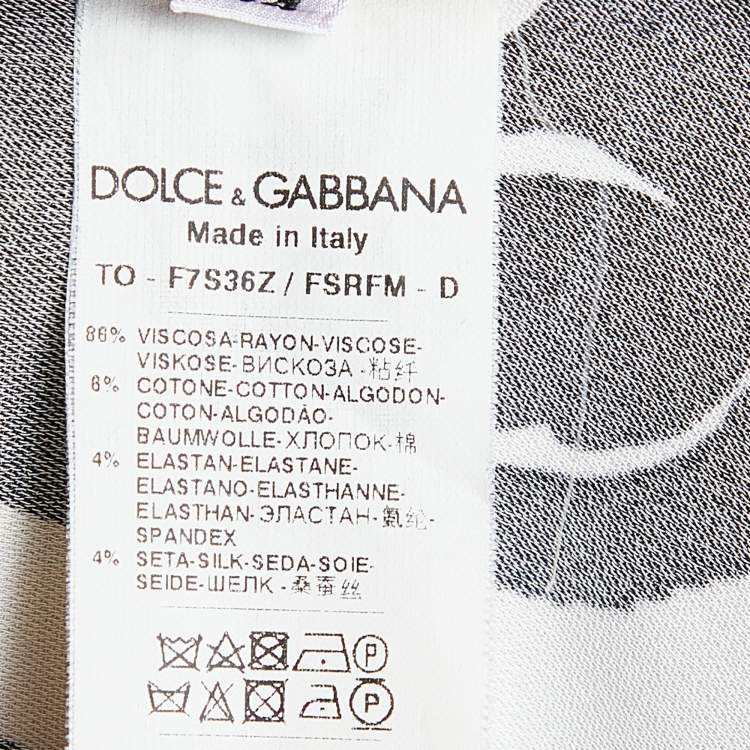 DOLCE & GABBANA
Made in Italy
TO - F7S36Z / FSRFM - D
86% VISCOSA-RAYON-VISCOSE-
VISKOSE-ВИСКОЗА-粘纤
6% COTONE-COTTON-ALGODON-
COTON-ALGODÃO-
BAUMWOLLE-ХЛОПОК-棉
4% ELASTAN-ELASTANE-
ELASTANO-ELASTHANNE-
ELASTHAN-ЭЛАСТАН-氨纶-
SPANDEX
4% SETA-SILK-SEDA-SOIE-
SEIDE-ШЕЛК-桑蚕丝
P
P